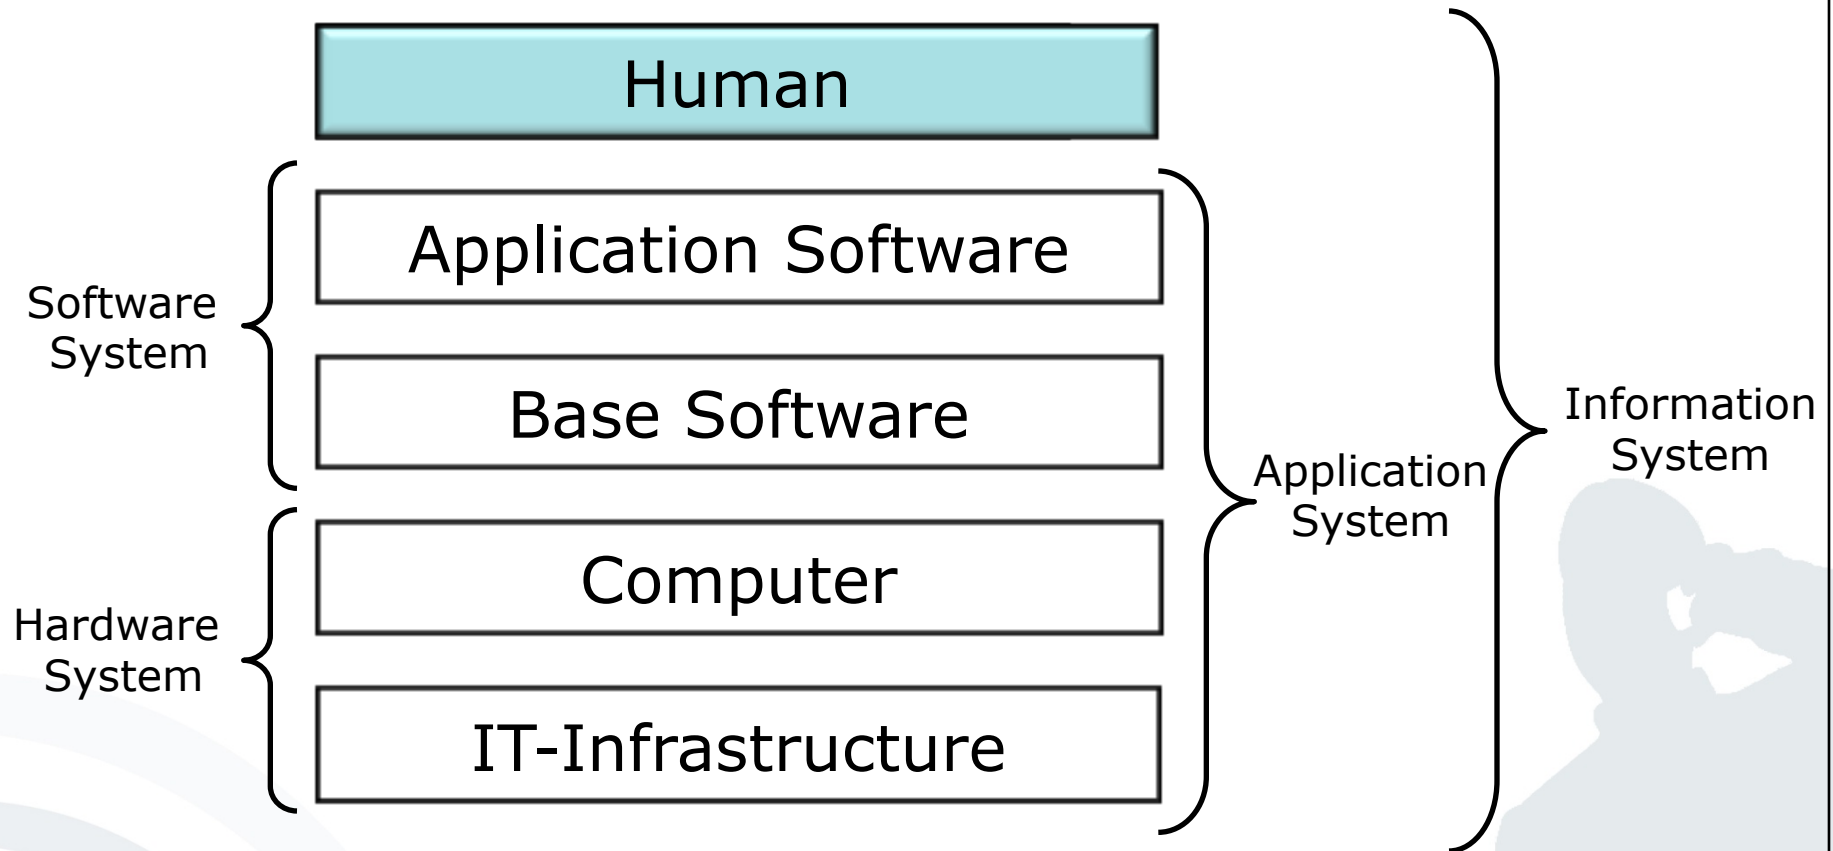 Human
Application Software
Software
System
Base Software
Information
System
Application
System
Computer
Hardware
System
IT-Infrastructure